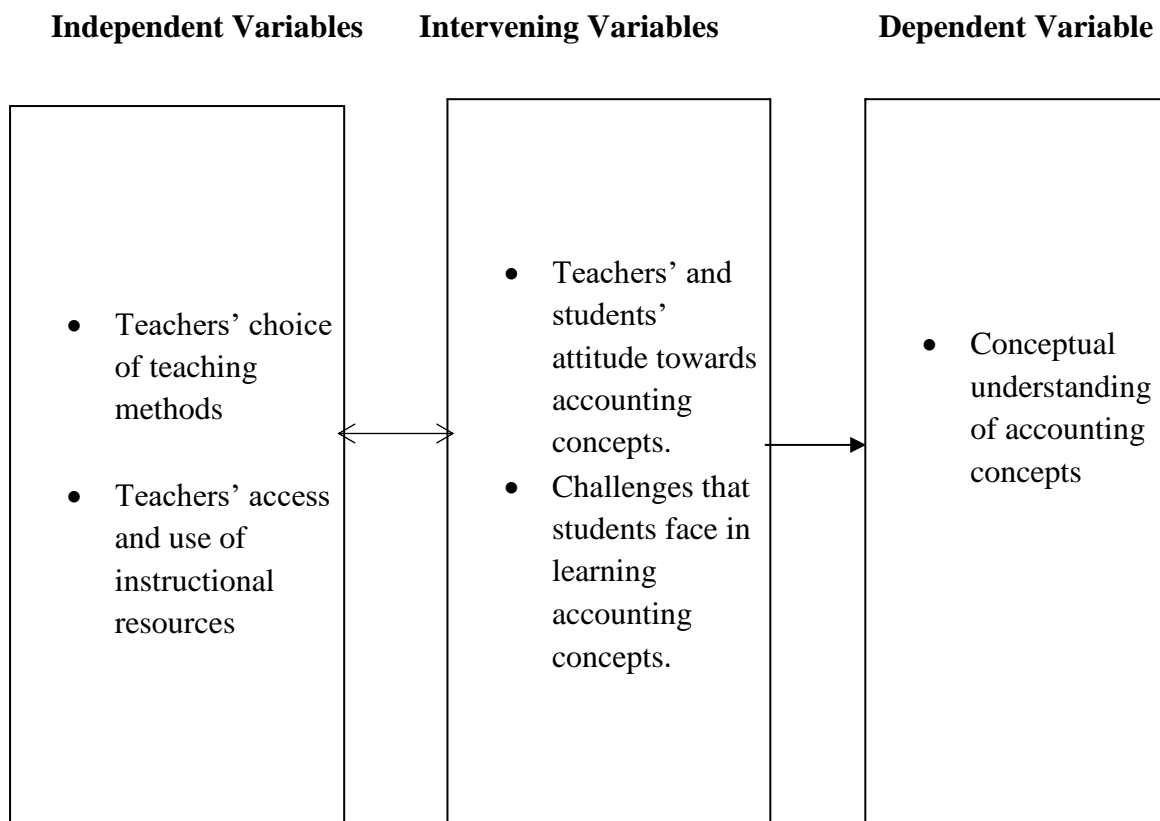 Independent Variables
Intervening Variables
Dependent Variable
• Teachers’ choice
of teaching
methods
• Teachers’ access
and use of
instructional
resources
• Teachers’ and
students’
attitude towards
accounting
concepts.
• Challenges that
students face in
learning
accounting
concepts.
• Conceptual
understanding
of accounting
concepts